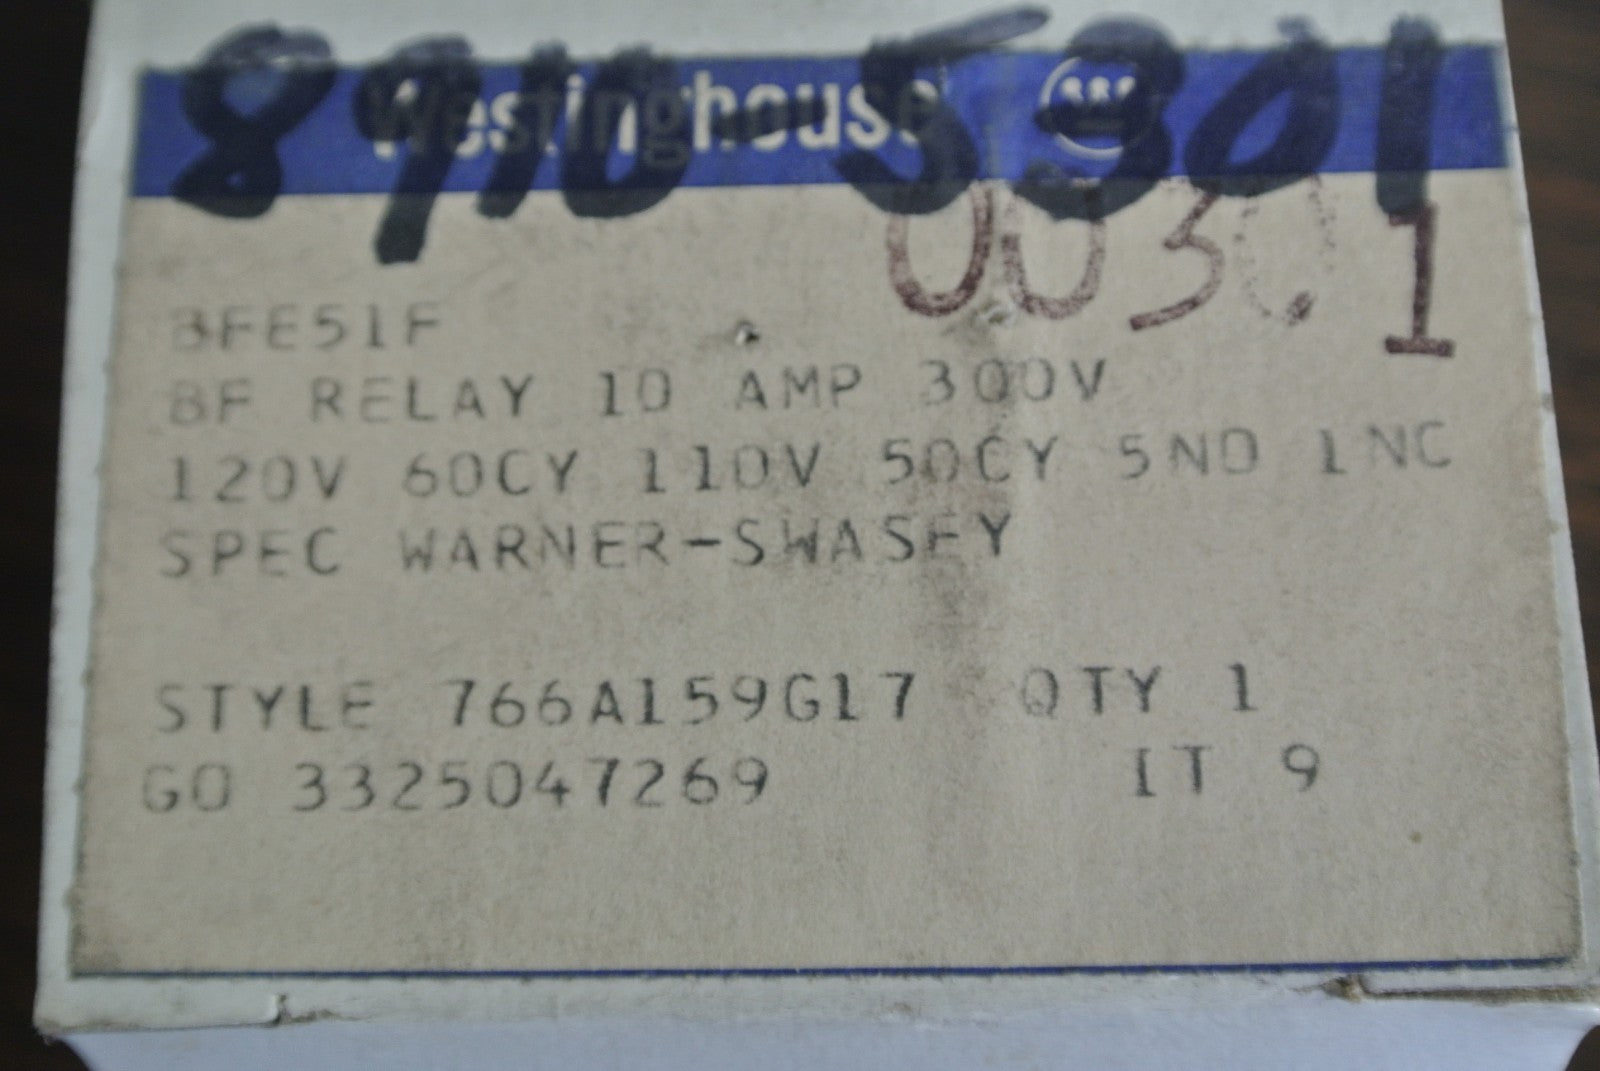 8910 5301
Westinghouse
003 1
BFE51F
BF RELAY 10 AMP 300V
120V 60CY 110V 50CY 5NO 1NC
SPEC WARNER-SWASEY
STYLE 766A159G17 QTY 1
GO 3325047269 IT 9